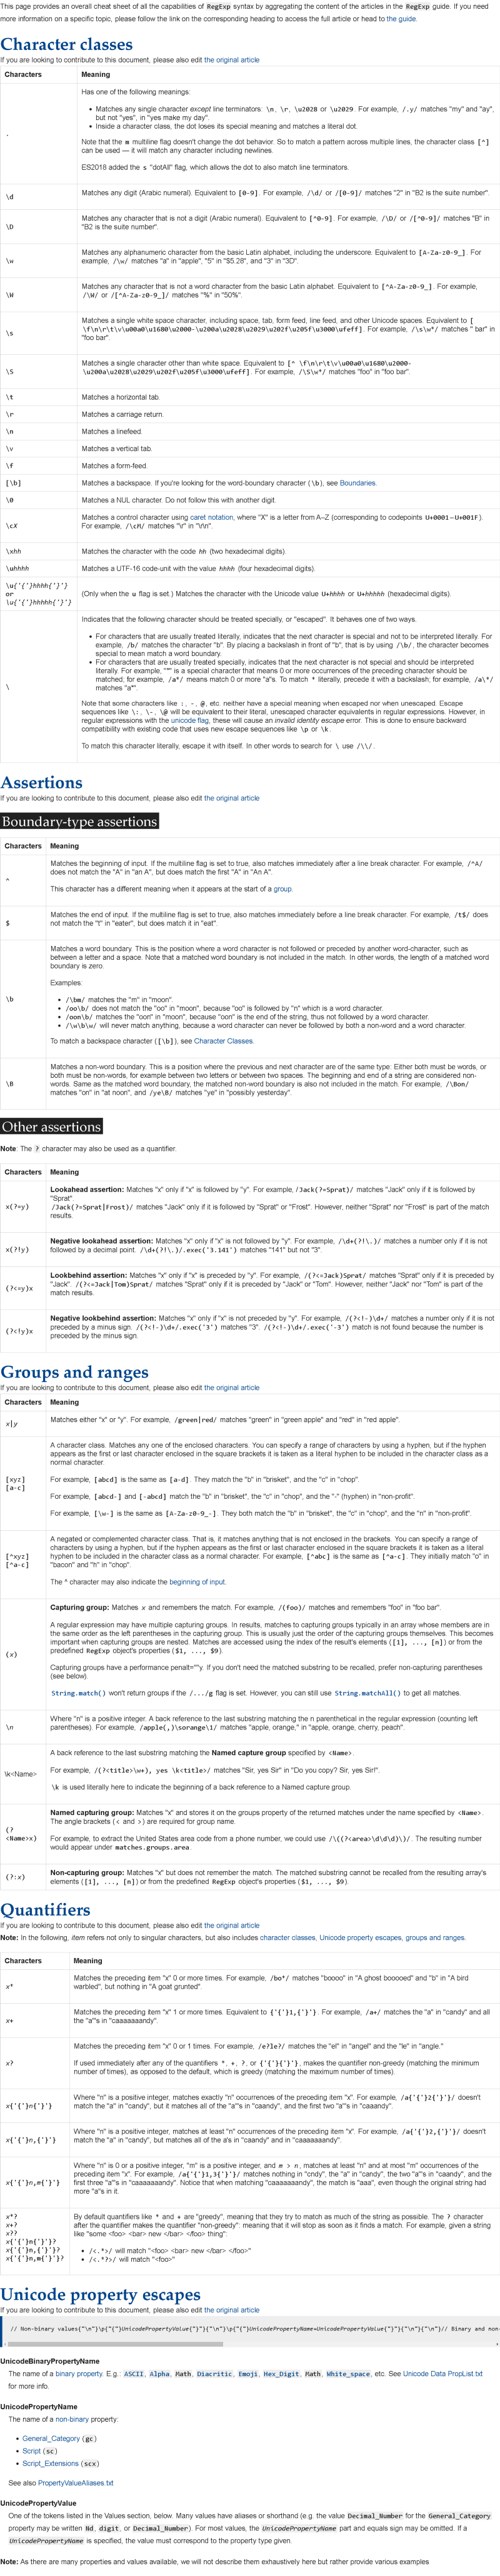 This page provides an overall cheat sheet of all the capabilities of RegExp syntax by aggregating the content of the articles in the RegExp guide. If you need
more information on a specific topic, please follow the link on the corresponding heading to access the full article or head to the guide.
Character classes
If you are looking to contribute to this document, please also edit the original article
Characters Meaning
.
Has one of the following meanings:
• Matches any single character except line terminators: \n, \r, \u2028 or \u2029. For example, /.y/ matches "my" and "ay",
but not "yes", in "yes make my day".
• Inside a character class, the dot loses its special meaning and matches a literal dot.
Note that the m multiline flag doesn't change the dot behavior. So to match a pattern across multiple lines, the character class [^]
can be used — it will match any character including newlines.
ES2018 added the s "dotAll" flag, which allows the dot to also match line terminators.
\d Matches any digit (Arabic numeral). Equivalent to [0-9]. For example, /\d/ or /[0-9]/ matches "2" in "B2 is the suite number".
\D Matches any character that is not a digit (Arabic numeral). Equivalent to [^0-9]. For example, /\D/ or /[^0-9]/ matches "B" in
"B2 is the suite number".
\w Matches any alphanumeric character from the basic Latin alphabet, including the underscore. Equivalent to [A-Za-z0-9_]. For
example, /\w/ matches "a" in "apple", "5" in "$5.28", and "3" in "3D".
\W Matches any character that is not a word character from the basic Latin alphabet. Equivalent to [^A-Za-z0-9_]. For example,
/\W/ or /[^A-Za-z0-9_]/ matches "%" in "50%".
\s Matches a single white space character, including space, tab, form feed, line feed, and other Unicode spaces. Equivalent to [
\f\n\r\t\v\u00a0\u1680\u2000-\u200a\u2028\u2029\u202f\u205f\u3000\ufeff]. For example, /\s\w*/ matches " bar" in
"foo bar".
\S Matches a single character other than white space. Equivalent to [^ \f\n\r\t\v\u00a0\u1680\u2000-
\u200a\u2028\u2029\u202f\u205f\u3000\ufeff]. For example, /\S\w*/ matches "foo" in "foo bar".
\t Matches a horizontal tab.
\r Matches a carriage return.
\n Matches a linefeed.
\v Matches a vertical tab.
\f Matches a form-feed.
[\b] Matches a backspace. If you're looking for the word-boundary character (\b), see Boundaries.
\0 Matches a NUL character. Do not follow this with another digit.
\cX Matches a control character using caret notation, where "X" is a letter from A–Z (corresponding to codepoints U+0001–U+001F).
For example, /\cM/ matches "\r" in "\r\n".
\xhh Matches the character with the code hh (two hexadecimal digits).
\uhhhh Matches a UTF-16 code-unit with the value hhhh (four hexadecimal digits).
\u{'{'}hhhh{'}'}
or
\u{'{'}hhhhh{'}'}
(Only when the u flag is set.) Matches the character with the Unicode value U+hhhh or U+hhhhh (hexadecimal digits).
\
Indicates that the following character should be treated specially, or "escaped". It behaves one of two ways.
• For characters that are usually treated literally, indicates that the next character is special and not to be interpreted literally. For
example, /b/ matches the character "b". By placing a backslash in front of "b", that is by using /\b/, the character becomes
special to mean match a word boundary.
• For characters that are usually treated specially, indicates that the next character is not special and should be interpreted
literally. For example, "*" is a special character that means 0 or more occurrences of the preceding character should be
matched; for example, /a*/ means match 0 or more "a"s. To match * literally, precede it with a backslash; for example, /a\*/
matches "a*".
Note that some characters like :, -, @, etc. neither have a special meaning when escaped nor when unescaped. Escape
sequences like \:, \-, \@ will be equivalent to their literal, unescaped character equivalents in regular expressions. However, in
regular expressions with the unicode flag, these will cause an invalid identity escape error. This is done to ensure backward
compatibility with existing code that uses new escape sequences like \p or \k.
To match this character literally, escape it with itself. In other words to search for \ use /\\/.
Assertions
If you are looking to contribute to this document, please also edit the original article
Boundary-type assertions
Characters Meaning
^
Matches the beginning of input. If the multiline flag is set to true, also matches immediately after a line break character. For example, /^A/
does not match the "A" in "an A", but does match the first "A" in "An A".
This character has a different meaning when it appears at the start of a group.
$ Matches the end of input. If the multiline flag is set to true, also matches immediately before a line break character. For example, /t$/ does
not match the "t" in "eater", but does match it in "eat".
\b
Matches a word boundary. This is the position where a word character is not followed or preceded by another word-character, such as
between a letter and a space. Note that a matched word boundary is not included in the match. In other words, the length of a matched word
boundary is zero.
Examples:
• /\bm/ matches the "m" in "moon".
• /oo\b/ does not match the "oo" in "moon", because "oo" is followed by "n" which is a word character.
• /oon\b/ matches the "oon" in "moon", because "oon" is the end of the string, thus not followed by a word character.
• /\w\b\w/ will never match anything, because a word character can never be followed by both a non-word and a word character.
To match a backspace character ([\b]), see Character Classes.
\B
Matches a non-word boundary. This is a position where the previous and next character are of the same type: Either both must be words, or
both must be non-words, for example between two letters or between two spaces. The beginning and end of a string are considered non-
words. Same as the matched word boundary, the matched non-word boundary is also not included in the match. For example, /\Bon/
matches "on" in "at noon", and /ye\B/ matches "ye" in "possibly yesterday".
Other assertions
Note: The ? character may also be used as a quantifier.
Characters Meaning
x(?=y)
Lookahead assertion: Matches "x" only if "x" is followed by "y". For example, /Jack(?=Sprat)/ matches "Jack" only if it is followed by
"Sprat".
/Jack(?=Sprat|Frost)/ matches "Jack" only if it is followed by "Sprat" or "Frost". However, neither "Sprat" nor "Frost" is part of the match
results.
x(?!y)
Negative lookahead assertion: Matches "x" only if "x" is not followed by "y". For example, /\d+(?!\.)/ matches a number only if it is not
followed by a decimal point. /\d+(?!\.)/.exec('3.141') matches "141" but not "3".
(?<=y)x
Lookbehind assertion: Matches "x" only if "x" is preceded by "y". For example, /(?<=Jack)Sprat/ matches "Sprat" only if it is preceded by
"Jack". /(?<=Jack|Tom)Sprat/ matches "Sprat" only if it is preceded by "Jack" or "Tom". However, neither "Jack" nor "Tom" is part of the
match results.
(?<!y)x
Negative lookbehind assertion: Matches "x" only if "x" is not preceded by "y". For example, /(?<!-)\d+/ matches a number only if it is not
preceded by a minus sign. /(?<!-)\d+/.exec('3') matches "3". /(?<!-)\d+/.exec('-3') match is not found because the number is
preceded by the minus sign.
Groups and ranges
If you are looking to contribute to this document, please also edit the original article
Characters Meaning
x|y Matches either "x" or "y". For example, /green|red/ matches "green" in "green apple" and "red" in "red apple".
[xyz]
[a-c]
A character class. Matches any one of the enclosed characters. You can specify a range of characters by using a hyphen, but if the hyphen
appears as the first or last character enclosed in the square brackets it is taken as a literal hyphen to be included in the character class as a
normal character.
For example, [abcd] is the same as [a-d]. They match the "b" in "brisket", and the "c" in "chop".
For example, [abcd-] and [-abcd] match the "b" in "brisket", the "c" in "chop", and the "-" (hyphen) in "non-profit".
For example, [\w-] is the same as [A-Za-z0-9_-]. They both match the "b" in "brisket", the "c" in "chop", and the "n" in "non-profit".
[^xyz]
[^a-c]
A negated or complemented character class. That is, it matches anything that is not enclosed in the brackets. You can specify a range of
characters by using a hyphen, but if the hyphen appears as the first or last character enclosed in the square brackets it is taken as a literal
hyphen to be included in the character class as a normal character. For example, [^abc] is the same as [^a-c]. They initially match "o" in
"bacon" and "h" in "chop".
The ^ character may also indicate the beginning of input.
(x)
Capturing group: Matches x and remembers the match. For example, /(foo)/ matches and remembers "foo" in "foo bar".
A regular expression may have multiple capturing groups. In results, matches to capturing groups typically in an array whose members are in
the same order as the left parentheses in the capturing group. This is usually just the order of the capturing groups themselves. This becomes
important when capturing groups are nested. Matches are accessed using the index of the result's elements ([1], ..., [n]) or from the
predefined RegExp object's properties ($1, ..., $9).
Capturing groups have a performance penalt=""y. If you don't need the matched substring to be recalled, prefer non-capturing parentheses
(see below).
String.match() won't return groups if the /.../g flag is set. However, you can still use String.matchAll() to get all matches.
\n Where "n" is a positive integer. A back reference to the last substring matching the n parenthetical in the regular expression (counting left
parentheses). For example, /apple(,)\sorange\1/ matches "apple, orange," in "apple, orange, cherry, peach".
\k<Name>
A back reference to the last substring matching the Named capture group specified by <Name>.
For example, /(?<title>\w+), yes \k<title>/ matches "Sir, yes Sir" in "Do you copy? Sir, yes Sir!".
\k is used literally here to indicate the beginning of a back reference to a Named capture group.
(?
<Name>x)
Named capturing group: Matches "x" and stores it on the groups property of the returned matches under the name specified by <Name>.
The angle brackets (< and >) are required for group name.
For example, to extract the United States area code from a phone number, we could use /\((?<area>\d\d\d)\)/. The resulting number
would appear under matches.groups.area.
(?:x) Non-capturing group: Matches "x" but does not remember the match. The matched substring cannot be recalled from the resulting array's
elements ([1], ..., [n]) or from the predefined RegExp object's properties ($1, ..., $9).
Quantifiers
If you are looking to contribute to this document, please also edit the original article
Note: In the following, item refers not only to singular characters, but also includes character classes, Unicode property escapes, groups and ranges.
Characters Meaning
x* Matches the preceding item "x" 0 or more times. For example, /bo*/ matches "boooo" in "A ghost booooed" and "b" in "A bird
warbled", but nothing in "A goat grunted".
x+ Matches the preceding item "x" 1 or more times. Equivalent to {'{'}1,{'}'}. For example, /a+/ matches the "a" in "candy" and all
the "a"'s in "caaaaaaandy".
x?
Matches the preceding item "x" 0 or 1 times. For example, /e?le?/ matches the "el" in "angel" and the "le" in "angle."
If used immediately after any of the quantifiers *, +, ?, or {'{'}{'}'}, makes the quantifier non-greedy (matching the minimum
number of times), as opposed to the default, which is greedy (matching the maximum number of times).
x{'{'}n{'}'} Where "n" is a positive integer, matches exactly "n" occurrences of the preceding item "x". For example, /a{'{'}2{'}'}/ doesn't
match the "a" in "candy", but it matches all of the "a"'s in "caandy", and the first two "a"'s in "caaandy".
x{'{'}n,{'}'} Where "n" is a positive integer, matches at least "n" occurrences of the preceding item "x". For example, /a{'{'}2,{'}'}/ doesn't
match the "a" in "candy", but matches all of the a's in "caandy" and in "caaaaaaandy".
x{'{'}n,m{'}'}
Where "n" is 0 or a positive integer, "m" is a positive integer, and m > n, matches at least "n" and at most "m" occurrences of the
preceding item "x". For example, /a{'{'}1,3{'}'}/ matches nothing in "cndy", the "a" in "candy", the two "a"'s in "caandy", and the
first three "a"'s in "caaaaaaandy". Notice that when matching "caaaaaaandy", the match is "aaa", even though the original string had
more "a"s in it.
x*?
x+?
x??
x{'{'}n{'}'}?
x{'{'}n,{'}'}?
x{'{'}n,m{'}'}?
By default quantifiers like * and + are "greedy", meaning that they try to match as much of the string as possible. The ? character
after the quantifier makes the quantifier "non-greedy": meaning that it will stop as soon as it finds a match. For example, given a string
like "some <foo> <bar> new </bar> </foo> thing":
• /<.*>/ will match "<foo> <bar> new </bar> </foo>"
• /<.*?>/ will match "<foo>"
Unicode property escapes
If you are looking to contribute to this document, please also edit the original article
// Non-binary values{"\n"}\p{"{"}UnicodePropertyValue{"}"}{"\n"}\p{"{"}UnicodePropertyName=UnicodePropertyValue{"}"}{"\n"}{"\n"}// Binary and non-
UnicodeBinaryPropertyName
The name of a binary property. E.g.: ASCII, Alpha, Math, Diacritic, Emoji, Hex_Digit, Math, White_space, etc. See Unicode Data PropList.txt
for more info.
UnicodePropertyName
The name of a non-binary property:
• General_Category (gc)
• Script (sc)
• Script_Extensions (scx)
See also PropertyValueAliases.txt
UnicodePropertyValue
One of the tokens listed in the Values section, below. Many values have aliases or shorthand (e.g. the value Decimal_Number for the General_Category
property may be written Nd, digit, or Decimal_Number). For most values, the UnicodePropertyName part and equals sign may be omitted. If a
UnicodePropertyName is specified, the value must correspond to the property type given.
Note: As there are many properties and values available, we will not describe them exhaustively here but rather provide various examples